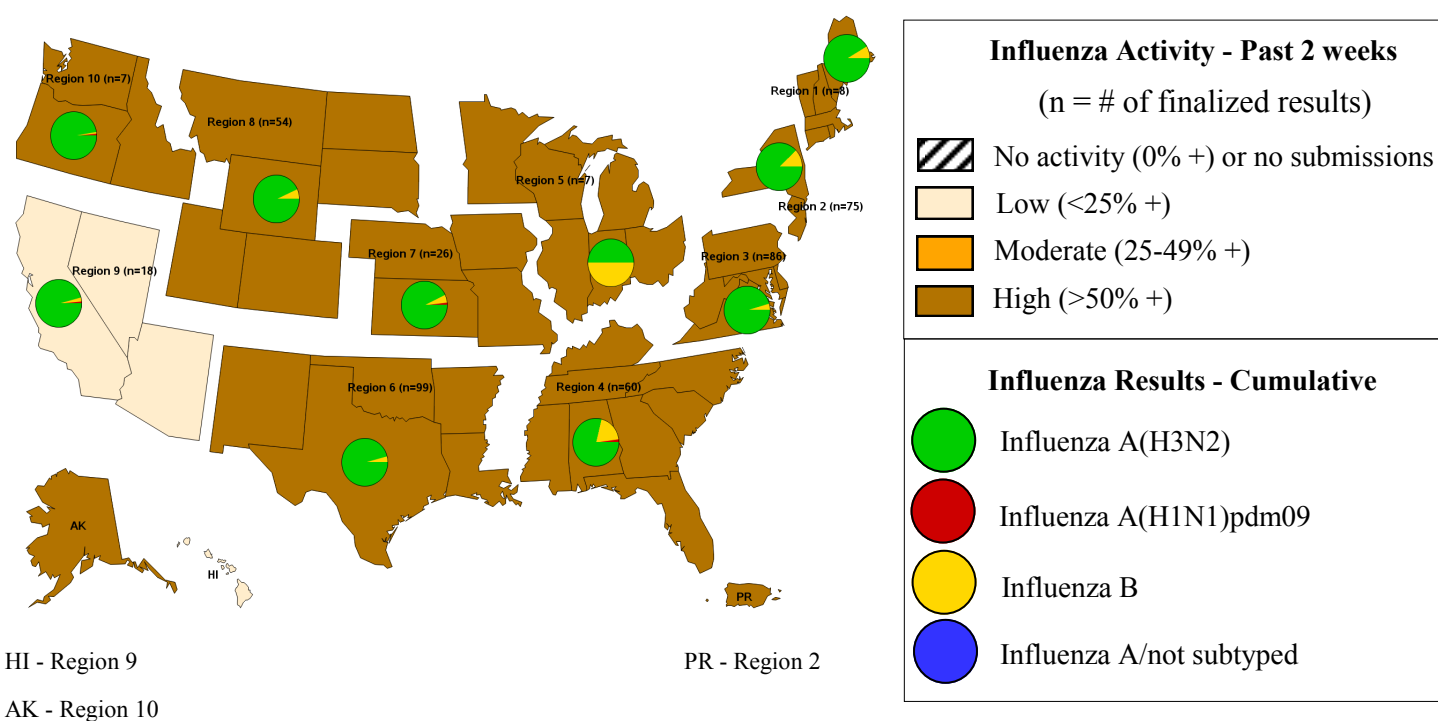 Region 10 (n=7)
Region 8 (n=54)
Region 1 (n=8)
Region 5 (n=7)
Region 2 (n=75)
Region 9 (n=18)
Region 7 (n=26)
Region 3 (n=86)
Region 6 (n=99)
Region 4 (n=60)
AK
HI
PR
HI - Region 9
PR - Region 2
AK - Region 10
Influenza Activity - Past 2 weeks
(n = # of finalized results)
No activity (0% +) or no submissions
Low (<25% +)
Moderate (25-49% +)
High (>50% +)
Influenza Results - Cumulative
Influenza A(H3N2)
Influenza A(H1N1)pdm09
Influenza B
Influenza A/not subtyped